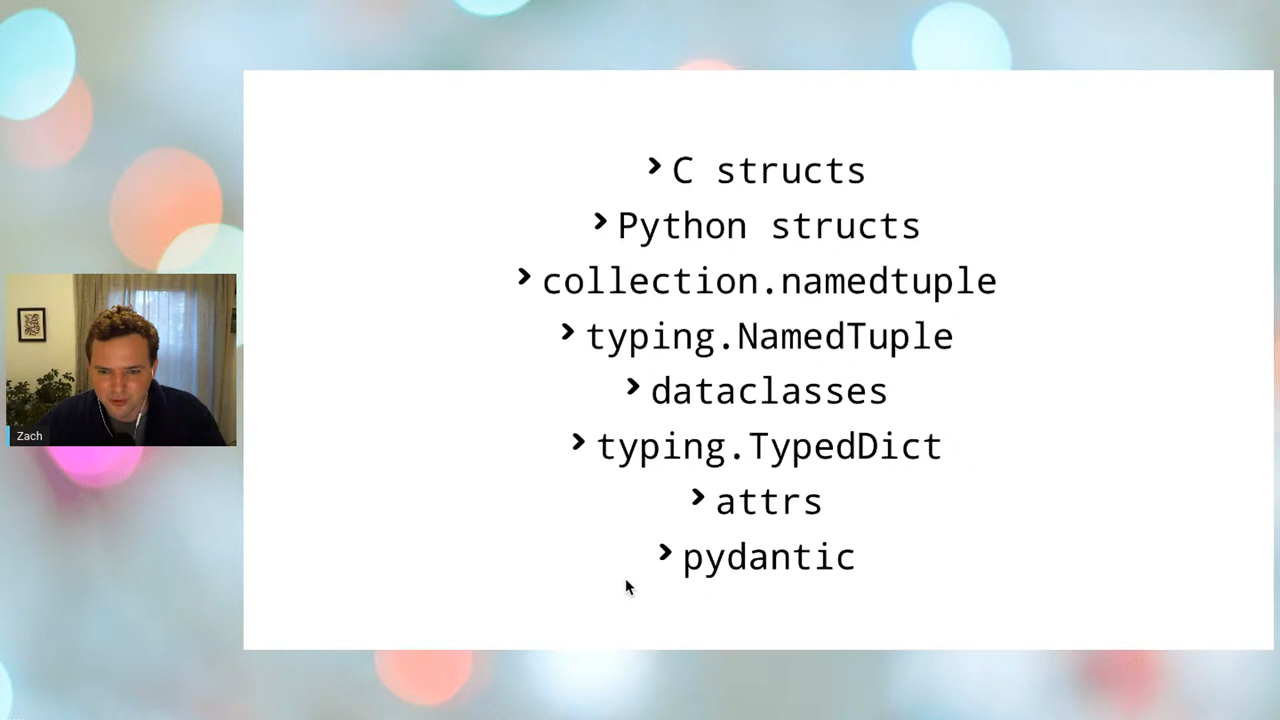 › C structs
› Python structs
› collection.namedtuple
› typing.NamedTuple
› dataclasses
› typing.TypedDict
› attrs
› pydantic
Zach